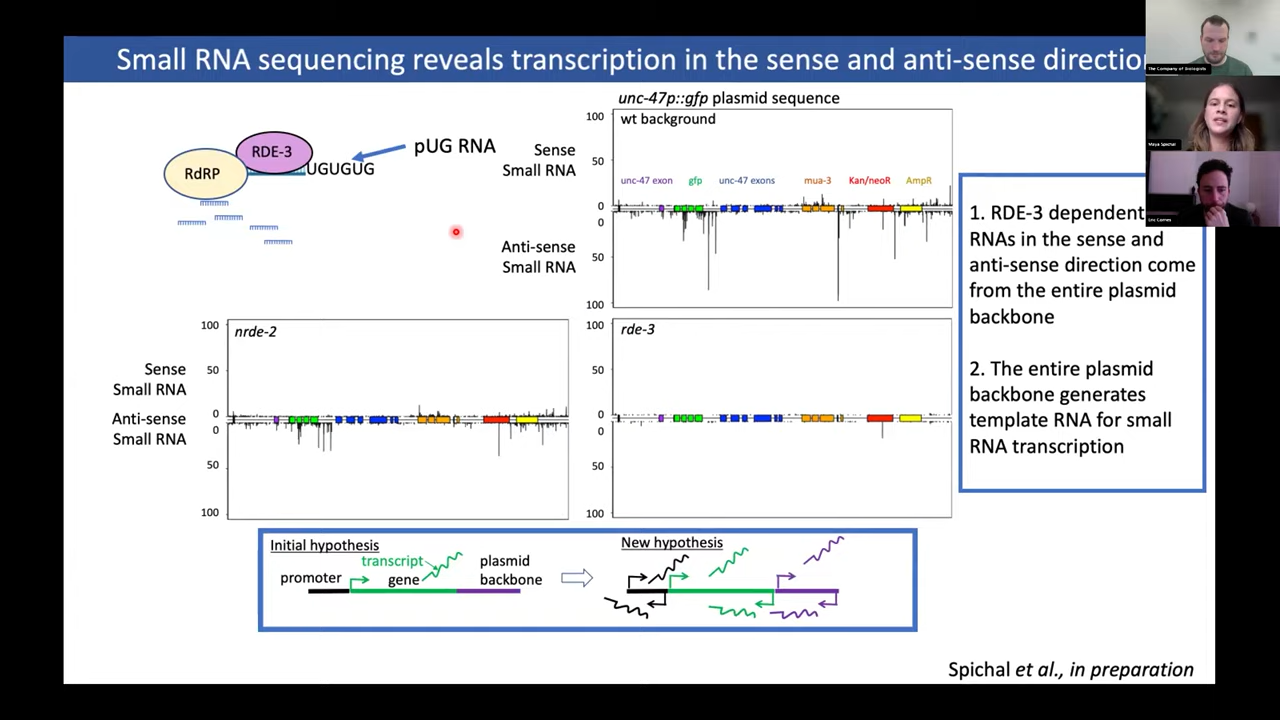 Small RNA sequencing reveals transcription in the sense and anti-sense directio
The Company of Biologists
Maya Spichal
unc-47p::gfp plasmid sequence
wt background
RDE-3
RdRP
UGUGUG
pUG RNA
Sense
Small RNA
Anti-sense
Small RNA
100
50
0
0
50
100
unc-47 exon
gfp
unc-47 exons
mua-3
Kan/neoR
AmpR
1. RDE-3 dependent
RNAs in the sense and
anti-sense direction come
from the entire plasmid
backbone
2. The entire plasmid
backbone generates
template RNA for small
RNA transcription
nrde-2
Sense
Small RNA
Anti-sense
Small RNA
100
50
0
0
50
100
rde-3
100
50
0
0
50
100
Initial hypothesis
promoter
transcript
gene
plasmid
backbone
New hypothesis
Spichal et al., in preparation